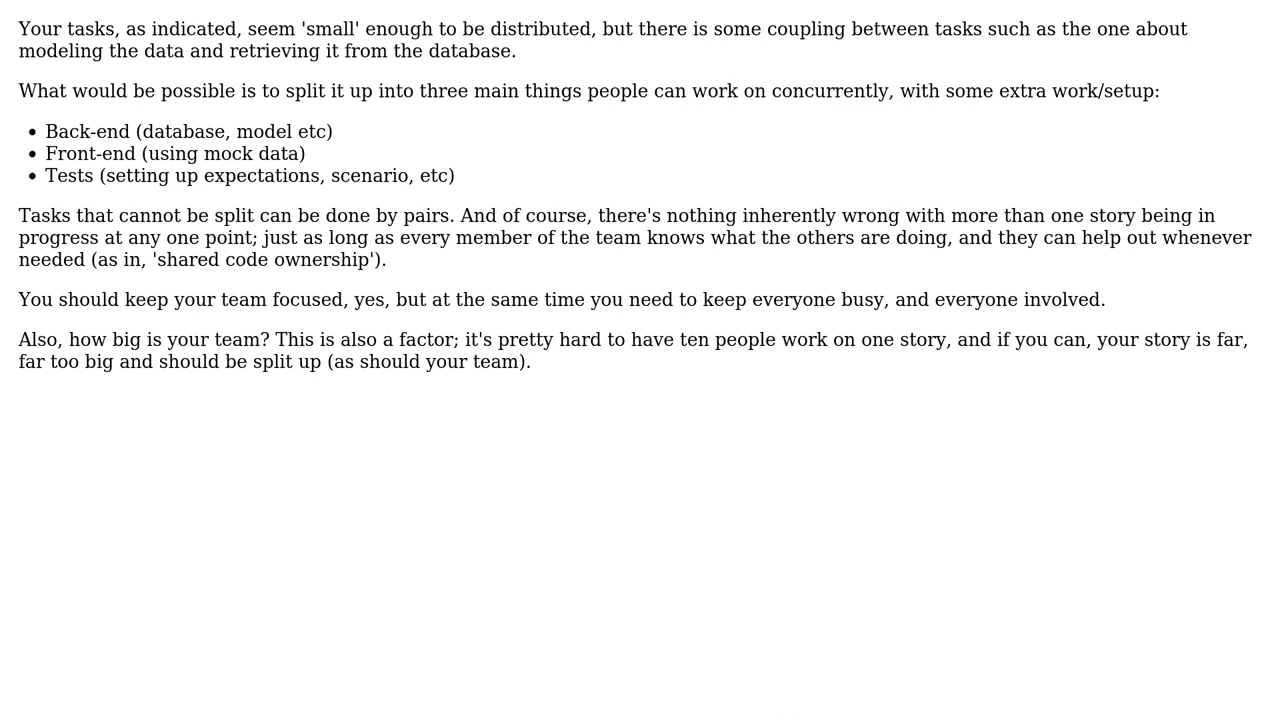 Your tasks, as indicated, seem 'small' enough to be distributed, but there is some coupling between tasks such as the one about
modeling the data and retrieving it from the database.
What would be possible is to split it up into three main things people can work on concurrently, with some extra work/setup:
• Back-end (database, model etc)
• Front-end (using mock data)
• Tests (setting up expectations, scenario, etc)
Tasks that cannot be split can be done by pairs. And of course, there's nothing inherently wrong with more than one story being in
progress at any one point; just as long as every member of the team knows what the others are doing, and they can help out whenever
needed (as in, 'shared code ownership').
You should keep your team focused, yes, but at the same time you need to keep everyone busy, and everyone involved.
Also, how big is your team? This is also a factor; it's pretty hard to have ten people work on one story, and if you can, your story is far,
far too big and should be split up (as should your team).